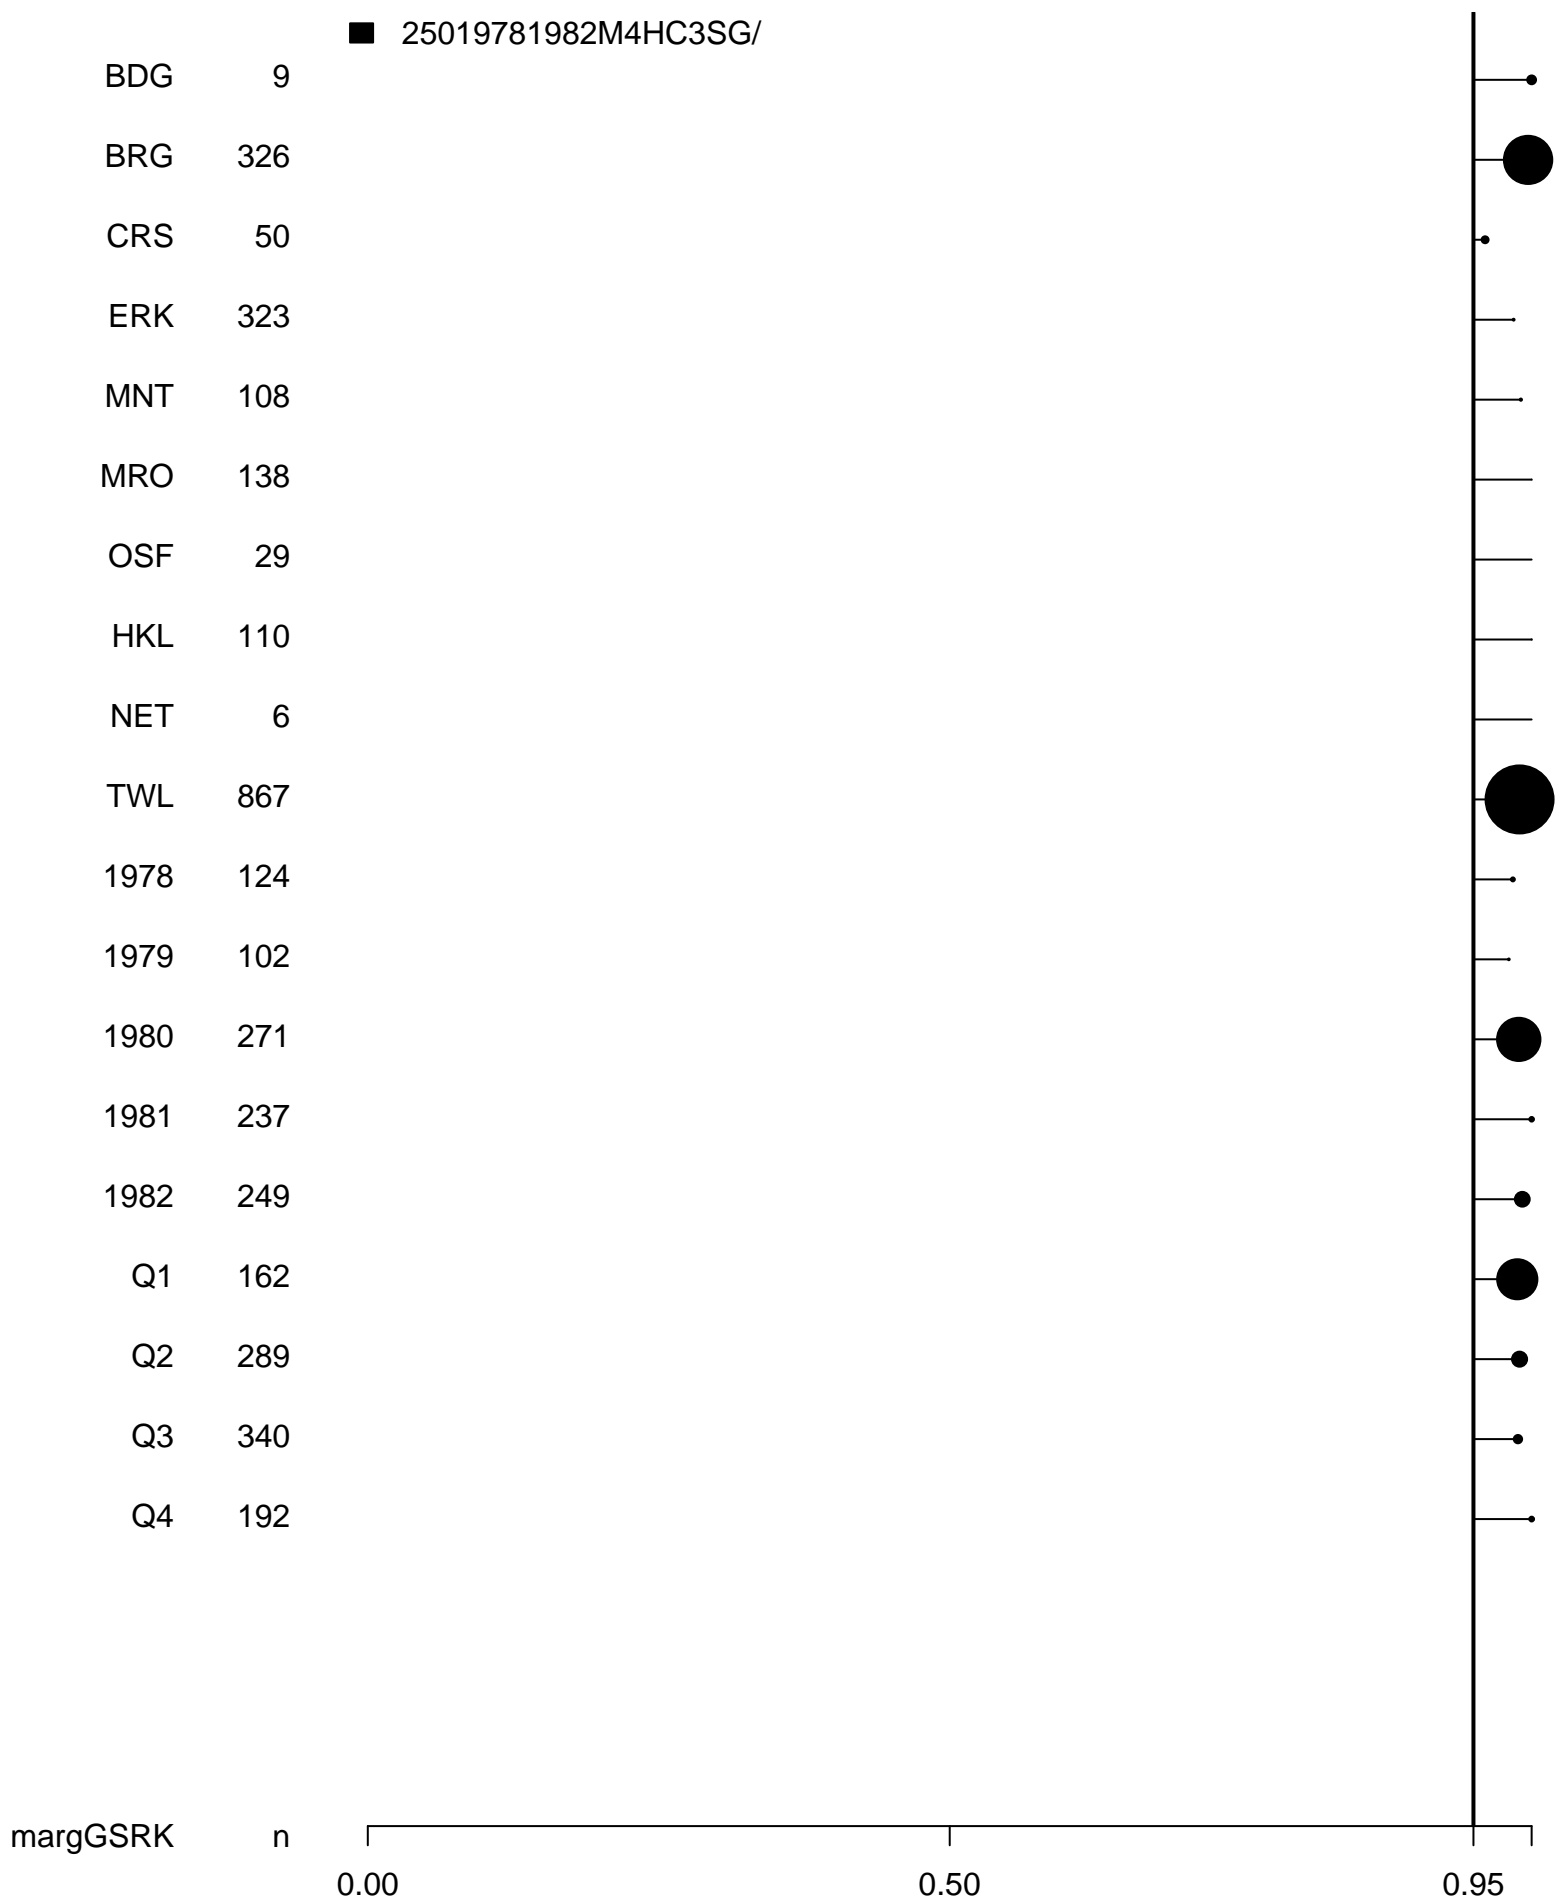 25019781982M4HC3SG/
BDG 9
BRG 326
CRS 50
ERK 323
MNT 108
MRO 138
OSF 29
HKL 110
NET 6
TWL 867
1978 124
1979 102
1980 271
1981 237
1982 249
Q1 162
Q2 289
Q3 340
Q4 192
margGSRK n
0.00 0.50 0.95